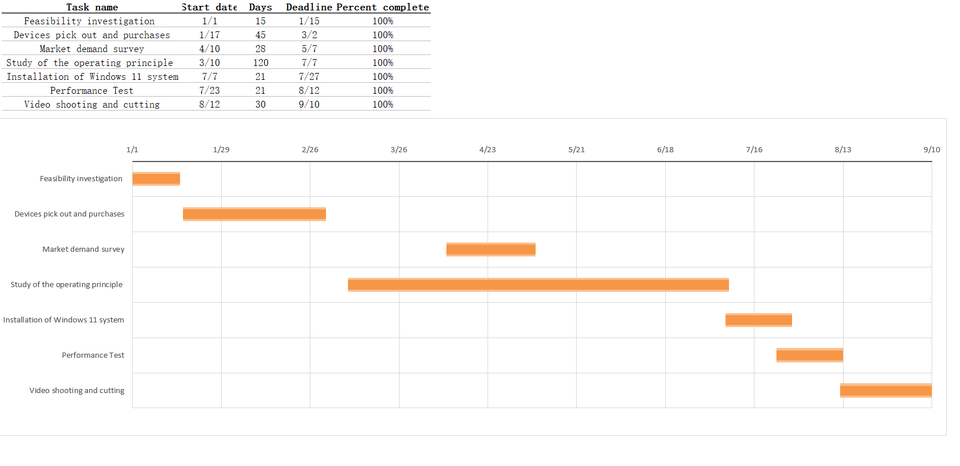 Task name Start date Days Deadline Percent complete
Feasibility investigation 1/1 15 1/15 100%
Devices pick out and purchases 1/17 45 3/2 100%
Market demand survey 4/10 28 5/7 100%
Study of the operating principle 3/10 120 7/7 100%
Installation of Windows 11 system 7/7 21 7/27 100%
Performance Test 7/23 21 8/12 100%
Video shooting and cutting 8/12 30 9/10 100%
1/1 1/29 2/26 3/26 4/23 5/21 6/18 7/16 8/13 9/10
Feasibility investigation
Devices pick out and purchases
Market demand survey
Study of the operating principle
Installation of Windows 11 system
Performance Test
Video shooting and cutting